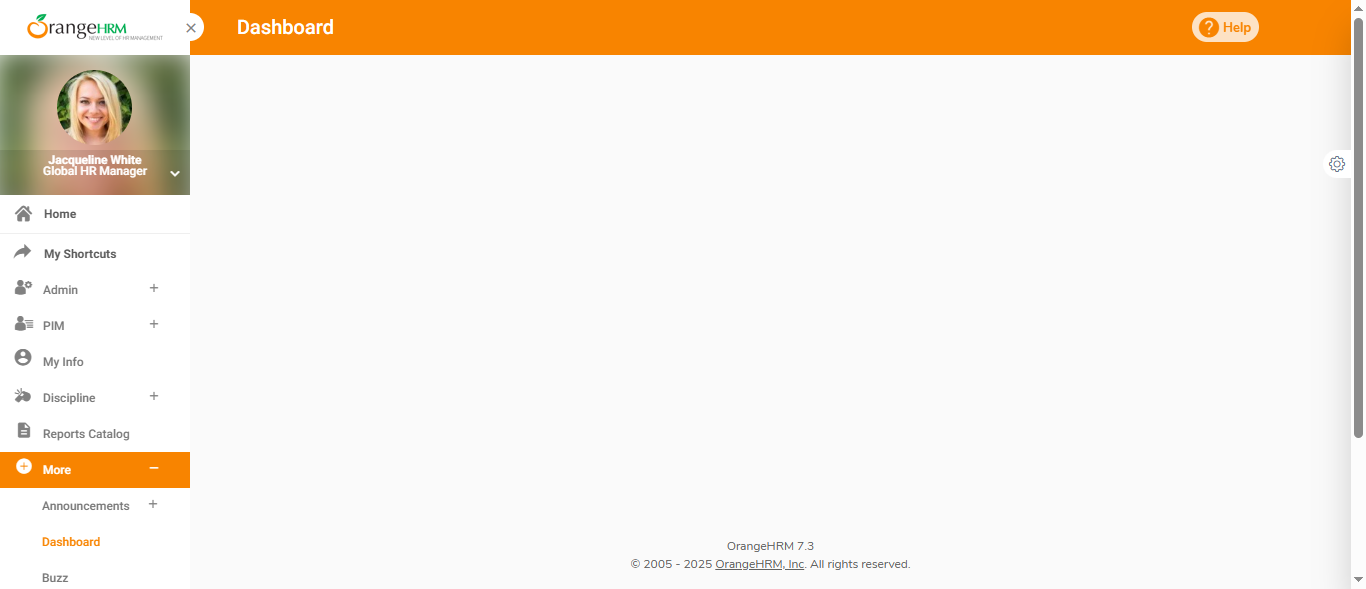 OrangeHRM
NEW LEVEL OF HR MANAGEMENT
Dashboard
? Help
Jacqueline White
Global HR Manager
Home
My Shortcuts
Admin
PIM
My Info
Discipline
Reports Catalog
More
Announcements
Dashboard
Buzz
OrangeHRM 7.3
© 2005 - 2025 OrangeHRM, Inc. All rights reserved.